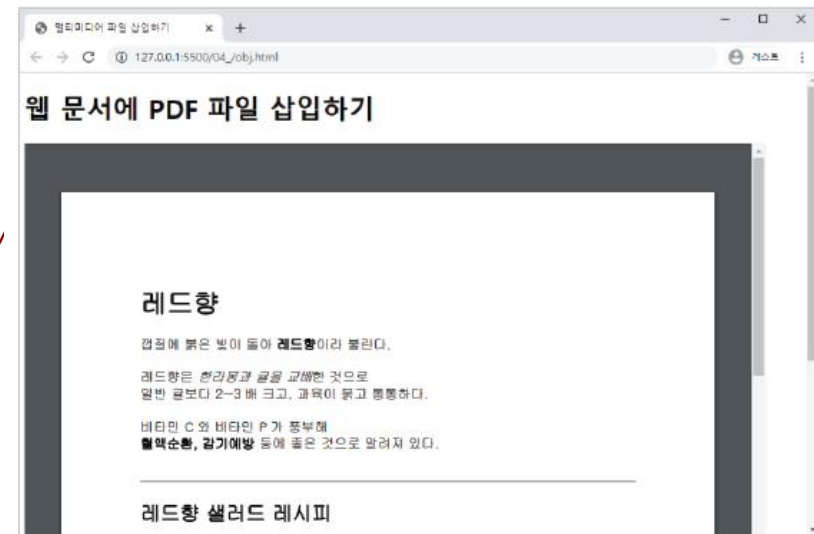 멀티미디어 파일 삽입하기
127.0.0.1:5500/04_/obj.html
게스트
웹 문서에 PDF 파일 삽입하기
레드향
껍질에 붉은 빛이 돌아 레드향이라 불린다.
레드향은 한라봉과 귤을 교배한 것으로
일반 귤보다 2~3 배 크고, 과육이 붉고 통통하다.
비타민 C 와 비타민 P 가 풍부해
혈액순환, 감기예방 등에 좋은 것으로 알려져 있다.
레드향 샐러드 레시피